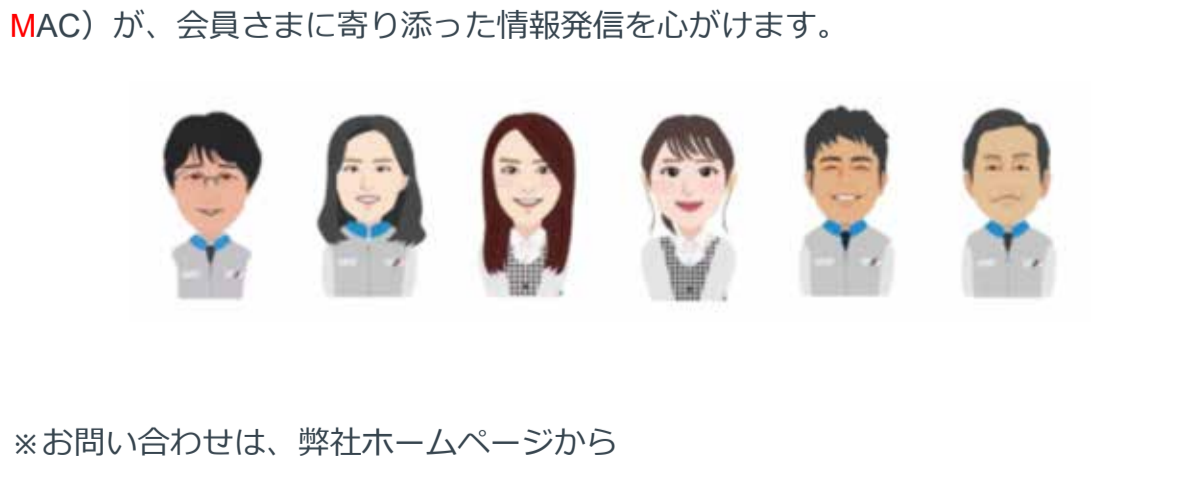 MAC）が、会員さまに寄り添った情報発信を心がけます。
※お問い合わせは、弊社ホームページから